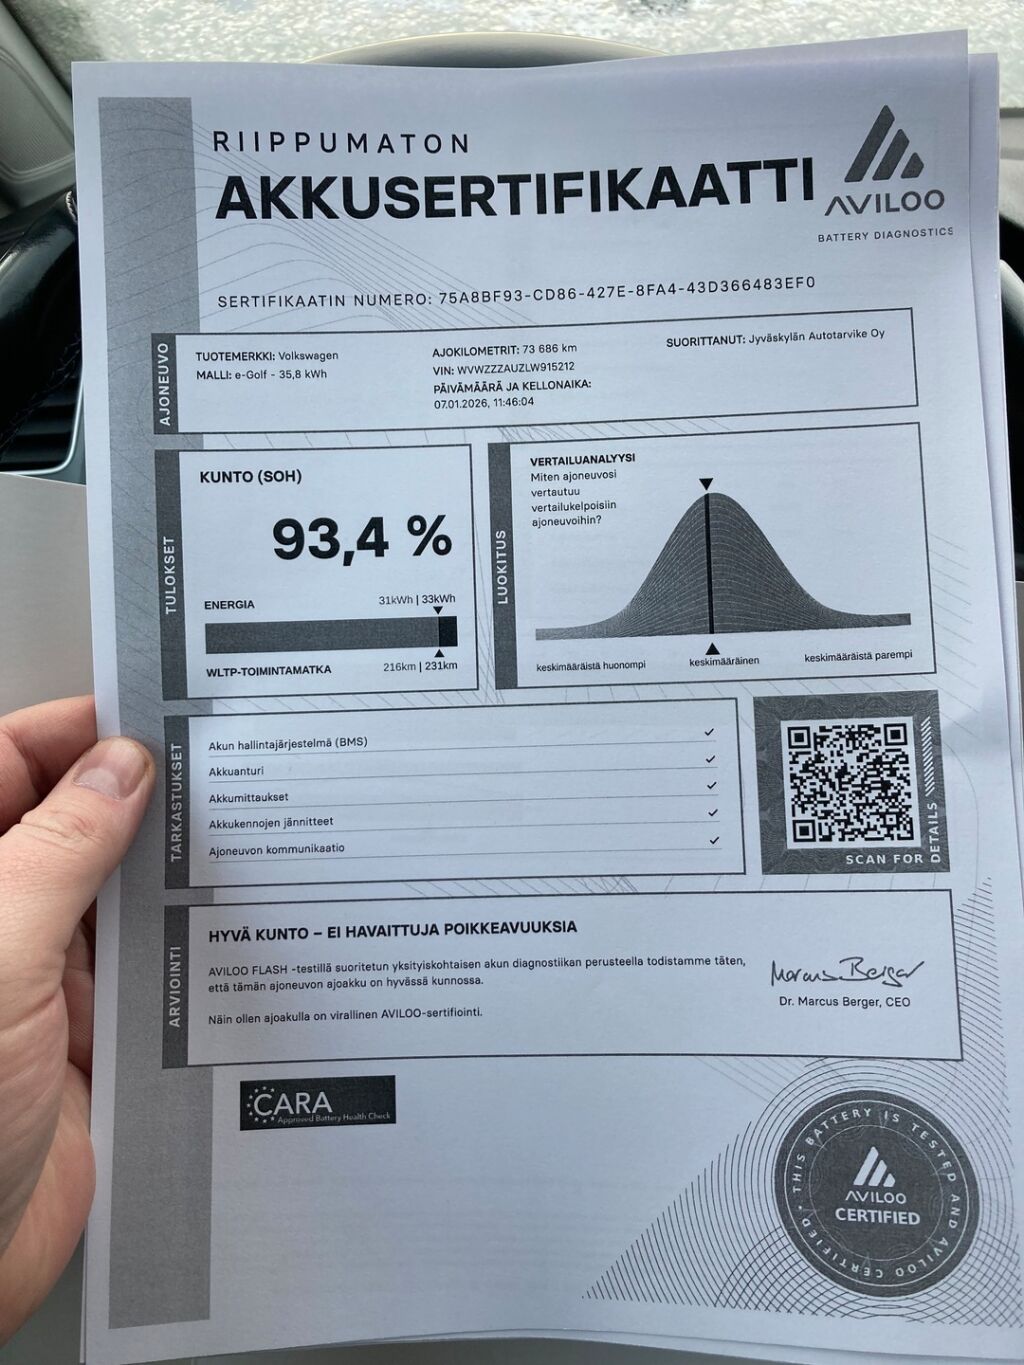 RIIPPUMATON
AKKUSERTIFIKAATTI
AVILOO
BATTERY DIAGNOSTICS
SERTIFIKAATIN NUMERO: 75A8BF93-CD86-427E-8FA4-43D366483EF0
AJONEUVO
TUOTEMERKKI: Volkswagen
MALLI: e-Golf - 35,8 kWh
AJOKILOMETRIT: 73 686 km
VIN: WVWZZZAUZLW915212
PÄIVÄMÄÄRÄ JA KELLONAIKA:
07.01.2026, 11:46:04
SUORITTANUT: Jyväskylän Autotarvike Oy
TULOKSET
KUNTO (SOH)
93,4 %
ENERGIA
31kWh | 33kWh
WLTP-TOIMINTAMATKA
216km | 231km
LUOKITUS
VERTAILUANALYYSI
Miten ajoneuvosi
vertautuu
vertailukelpoisiin
ajoneuvoihin?
keskimääräistä huonompi
keskimääräinen
keskimääräistä parempi
TARKASTUKSET
Akun hallintajärjestelmä (BMS)
Akkuanturi
Akkumittaukset
Akkukennojen jännitteet
Ajoneuvon kommunikaatio
SCAN FOR DETAILS
ARVIOINTI
HYVÄ KUNTO – EI HAVAITTUJA POIKKEAVUUKSIA
AVILOO FLASH -testillä suoritetun yksityiskohtaisen akun diagnostiikan perusteella todistamme täten,
että tämän ajoneuvon ajoakku on hyvässä kunnossa.
Näin ollen ajoakulla on virallinen AVILOO-sertifiointi.
Marcus Berger
Dr. Marcus Berger, CEO
CARA
Approved Battery Health Check
THIS BATTERY IS TESTED AND AVILOO CERTIFIED
AVILOO
CERTIFIED